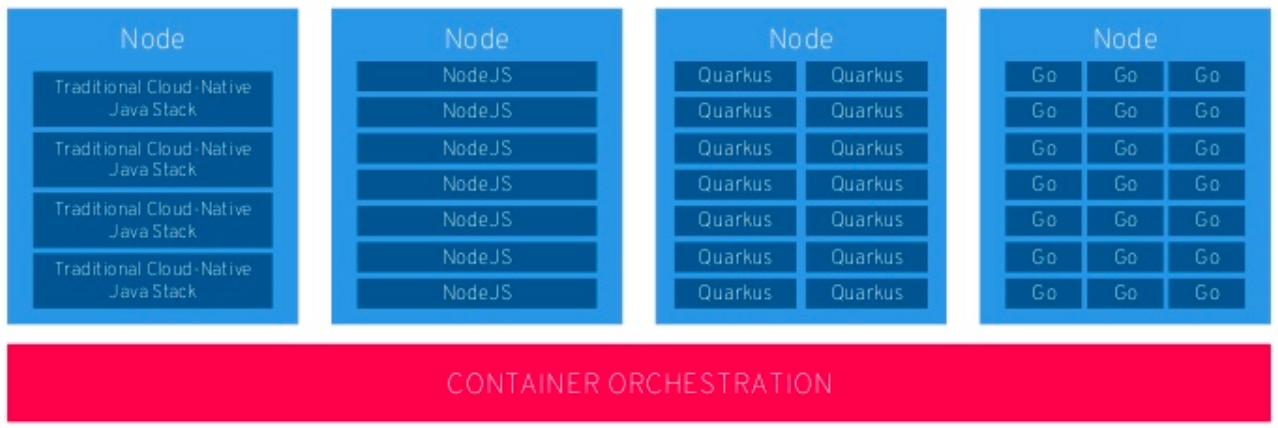 Node
Traditional Cloud-Native
Java Stack
Traditional Cloud-Native
Java Stack
Traditional Cloud-Native
Java Stack
Traditional Cloud-Native
Java Stack
Node
NodeJS
NodeJS
NodeJS
NodeJS
NodeJS
NodeJS
NodeJS
Node
Quarkus Quarkus
Quarkus Quarkus
Quarkus Quarkus
Quarkus Quarkus
Quarkus Quarkus
Quarkus Quarkus
Quarkus Quarkus
Node
Go Go Go
Go Go Go
Go Go Go
Go Go Go
Go Go Go
Go Go Go
Go Go Go
CONTAINER ORCHESTRATION